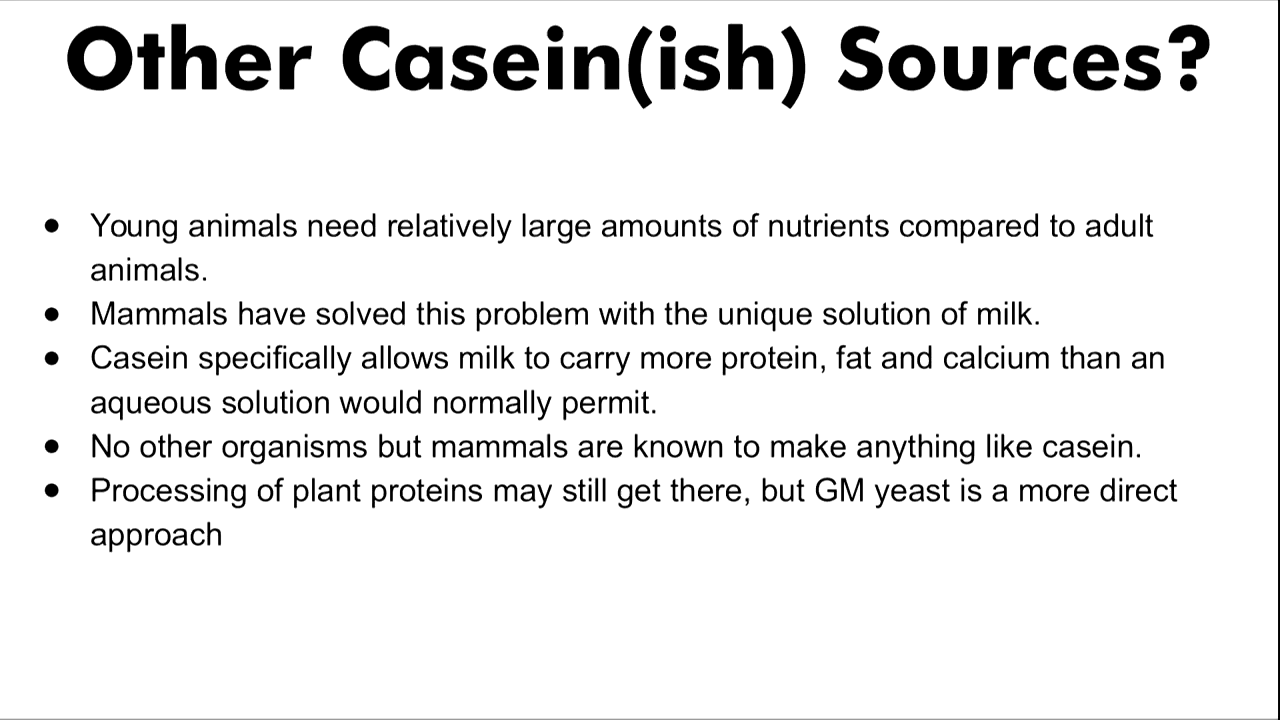 Other Casein(ish) Sources?
● Young animals need relatively large amounts of nutrients compared to adult
animals.
● Mammals have solved this problem with the unique solution of milk.
● Casein specifically allows milk to carry more protein, fat and calcium than an
aqueous solution would normally permit.
● No other organisms but mammals are known to make anything like casein.
● Processing of plant proteins may still get there, but GM yeast is a more direct
approach